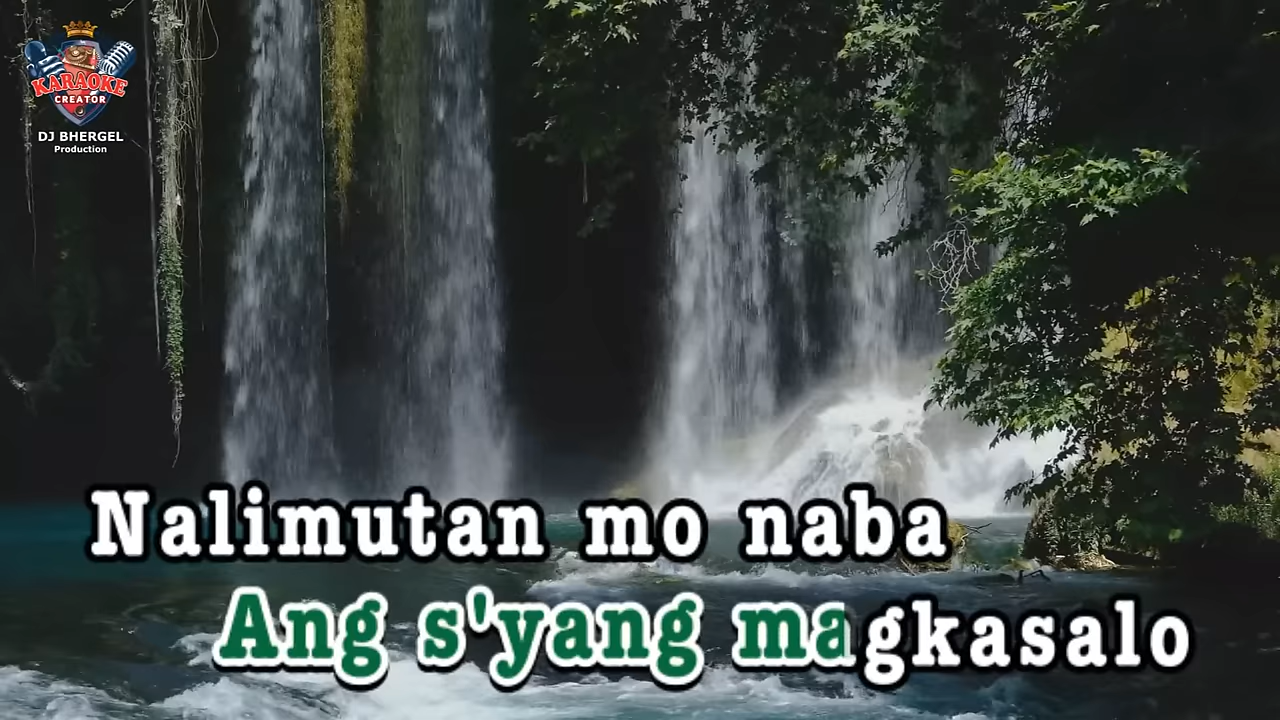 KARAOKE
CREATOR
DJ BHERGEL
Production
Nalimutan mo naba
Ang s'yang magkasalo